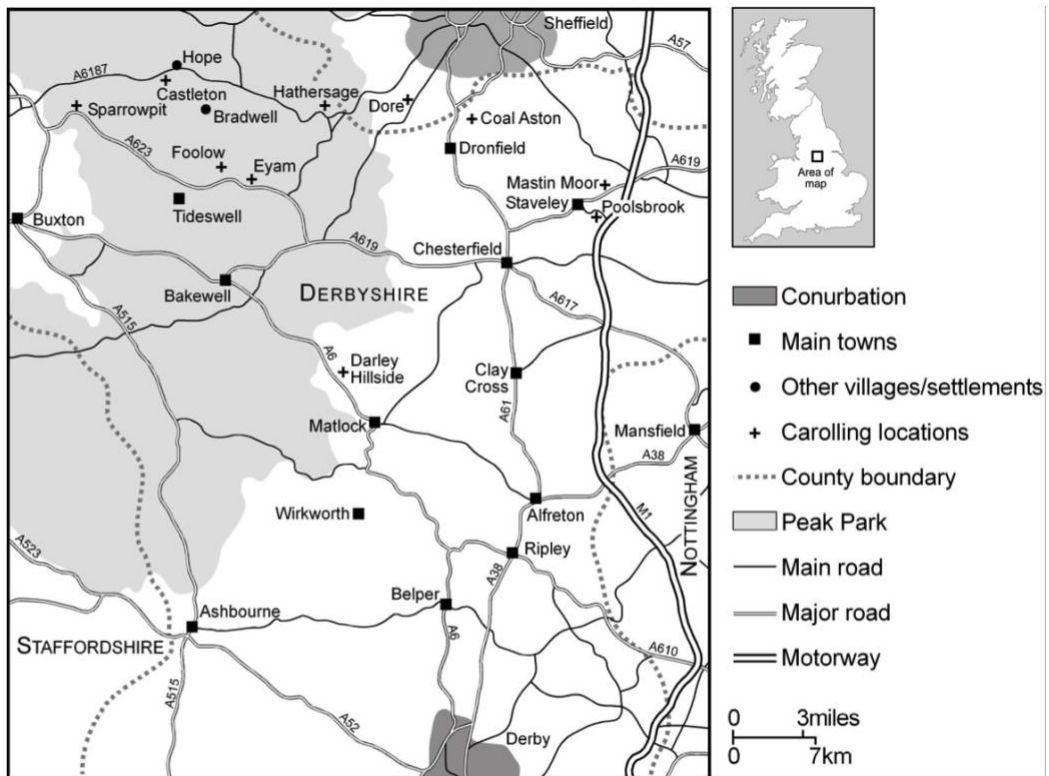 Sheffield
A57
Hope
A6187
Castleton
Hathersage
Dore
Sparrowpit
Bradwell
Coal Aston
A623
Foolow
Eyam
Dronfield
Mastin Moor
A619
Staveley
Poolsbrook
Tideswell
Buxton
A619
Chesterfield
Bakewell
DERBYSHIRE
A617
A515
A6
Darley
Hillside
Clay
Cross
A61
Matlock
Mansfield
A38
NOTTINGHAM
M1
Wirkworth
Alfreton
A523
Ripley
A38
Belper
Ashbourne
STAFFORDSHIRE
A6
A610
A515
A52
Derby
Area of
map
Conurbation
Main towns
Other villages/settlements
Carolling locations
County boundary
Peak Park
Main road
Major road
Motorway
0 3miles
0 7km